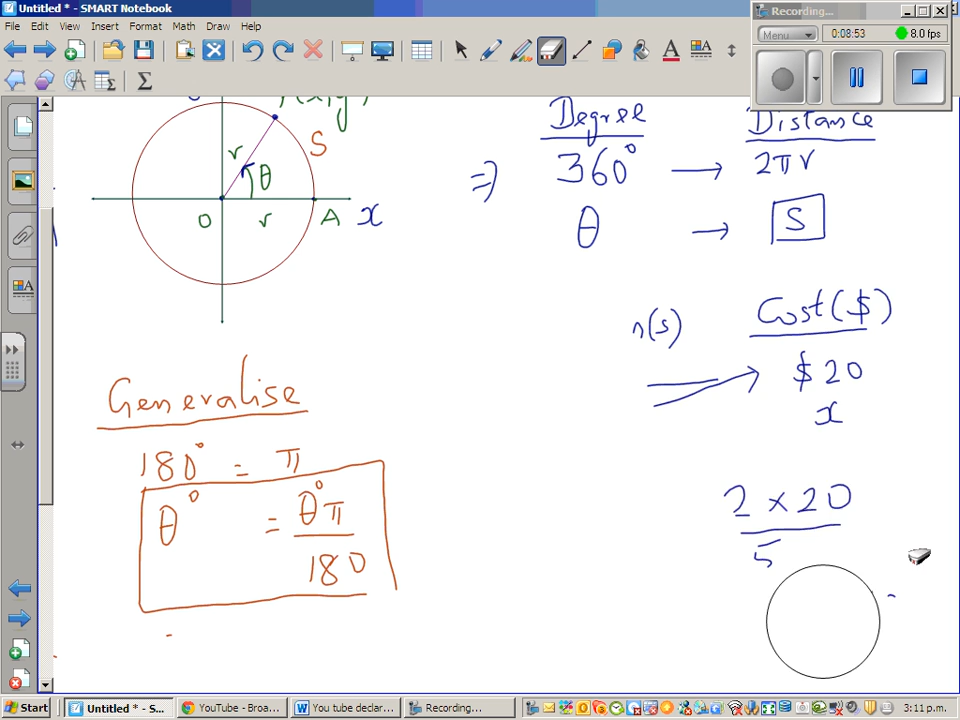 Untitled * - SMART Notebook
File Edit View Insert Format Math Draw Help
Recording...
Menu 0:08:53 8.0 fps
S
r
θ
O r A x
Degree Distance
⇒ 360° → 2πr
θ → S
n(s) Cost($)
$20
x
Generalise
180° = π
θ° = θ°π
180
2 × 20
5
Start Untitled * - S... YouTube - Broa... You tube declar... Recording... 3:11 p.m.